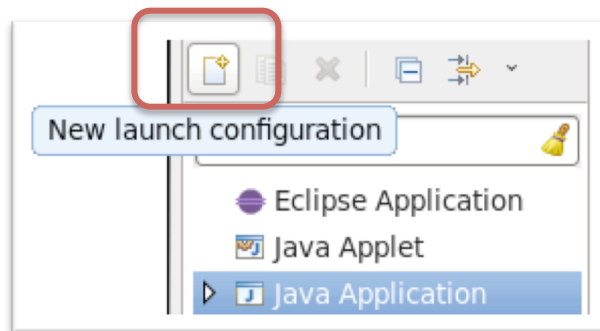 New launch configuration
Eclipse Application
Java Applet
Java Application